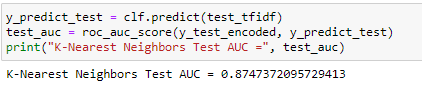 y_predict_test = clf.predict(test_tfidf)
test_auc = roc_auc_score(y_test_encoded, y_predict_test)
print("K-Nearest Neighbors Test AUC =", test_auc)
K-Nearest Neighbors Test AUC = 0.8747372095729413